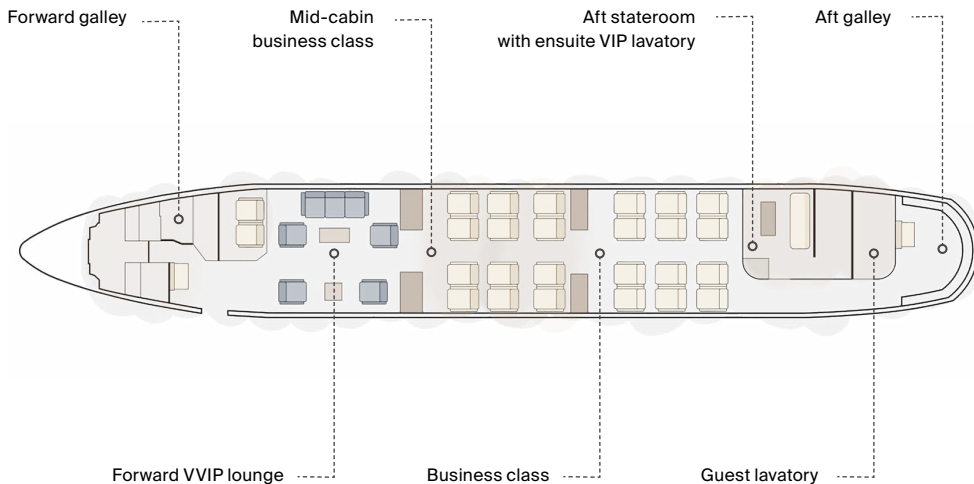 Forward galley
Mid-cabin
business class
Aft stateroom
with ensuite VIP lavatory
Aft galley
Forward VVIP lounge
Business class
Guest lavatory